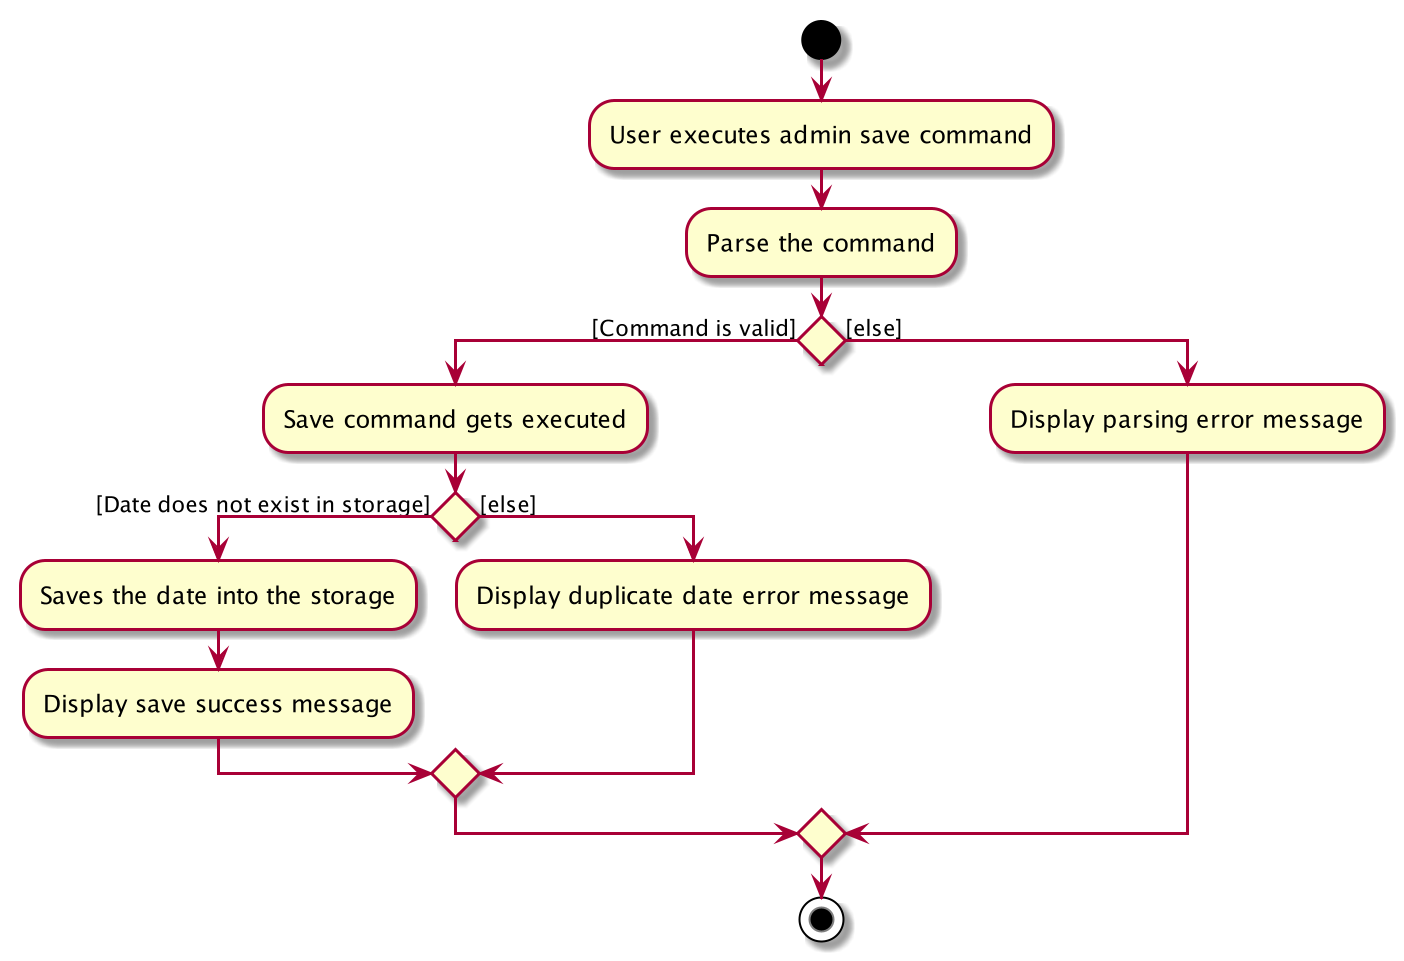 User executes admin save command
Parse the command
[Command is valid]
[else]
Save command gets executed
Display parsing error message
[Date does not exist in storage]
[else]
Saves the date into the storage
Display duplicate date error message
Display save success message